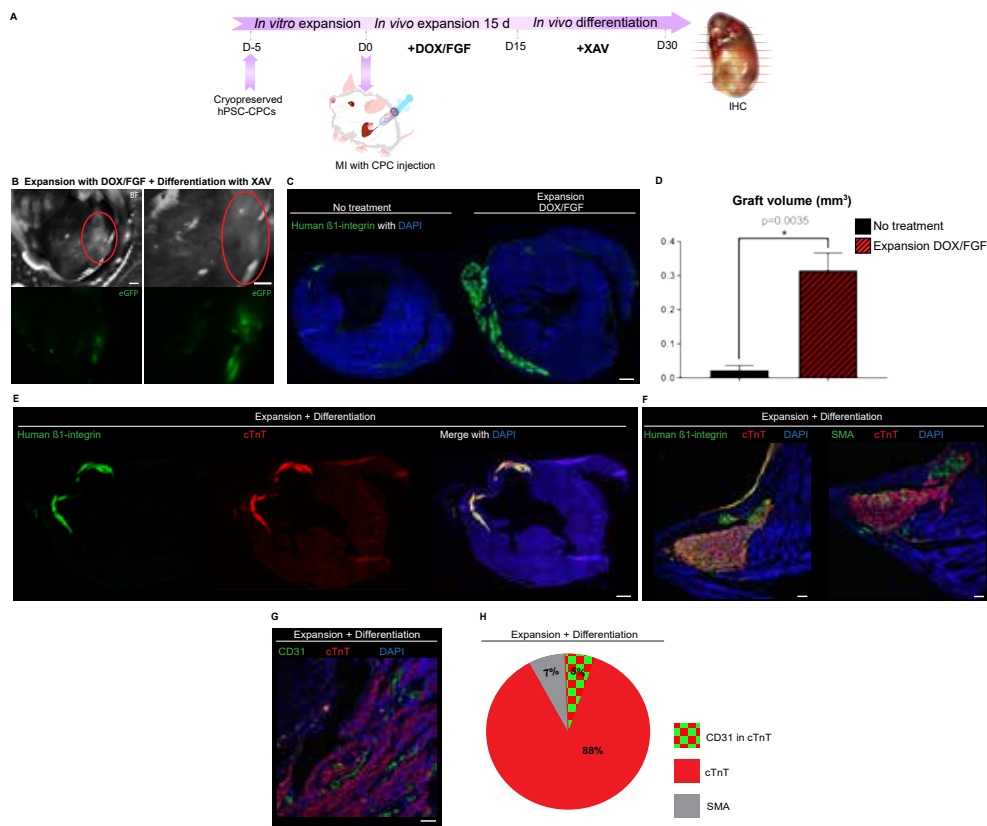 A
In vitro expansion In vivo expansion 15 d In vivo differentiation
D-5 D0 +DOX/FGF D15 +XAV D30
Cryopreserved
hPSC-CPCs
MI with CPC injection
IHC
B Expansion with DOX/FGF + Differentiation with XAV
BF
eGFP eGFP
C
No treatment
Expansion
DOX/FGF
Human ß1-integrin with DAPI
D
Graft volume (mm³)
p=0.0035
*
No treatment
Expansion DOX/FGF
0.4
0.3
0.2
0.1
0.0
E
Expansion + Differentiation
Human ß1-integrin cTnT Merge with DAPI
F
Expansion + Differentiation
Human ß1-integrin cTnT DAPI SMA cTnT DAPI
G
Expansion + Differentiation
CD31 cTnT DAPI
H
Expansion + Differentiation
7% 5%
88%
CD31 in cTnT
cTnT
SMA